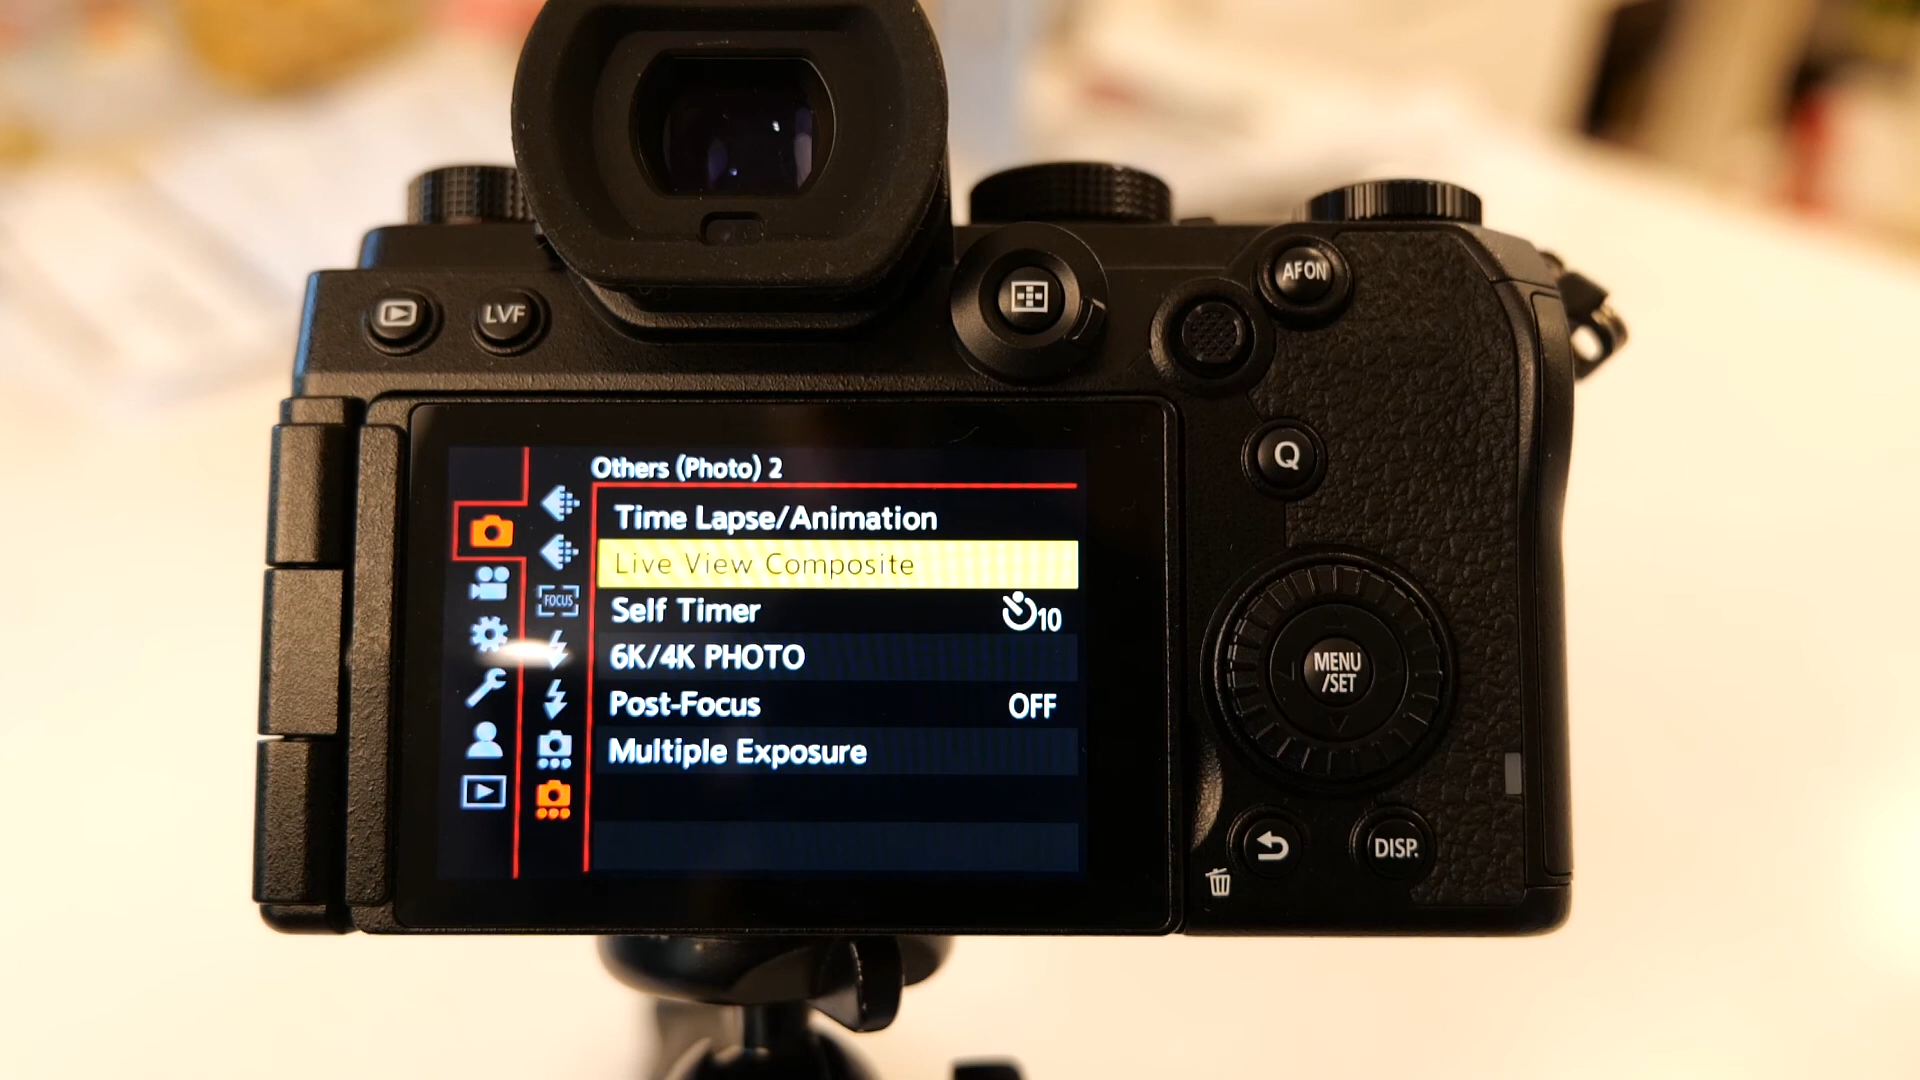 LVF
AF ON
Q
Others (Photo) 2
Time Lapse/Animation
Live View Composite
FOCUS
Self Timer
10
6K/4K PHOTO
Post-Focus OFF
Multiple Exposure
MENU
/SET
DISP.